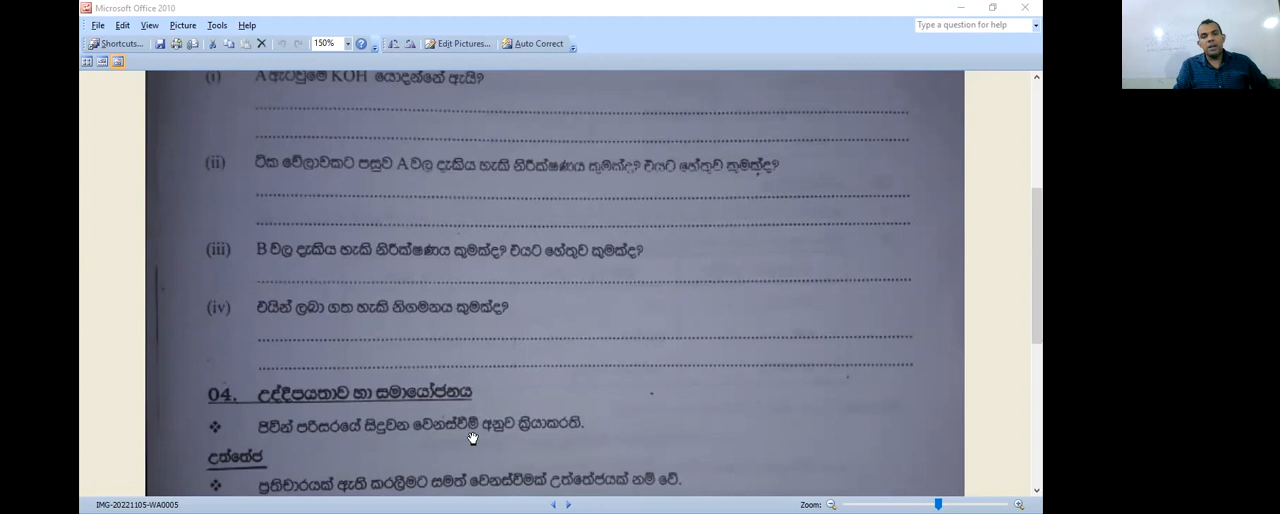 Microsoft Office 2010
File Edit View Picture Tools Help
Type a question for help
Shortcuts... 150% Edit Pictures... Auto Correct
(i) A ඇටවුමේ KOH යොදන්නේ ඇයි?
(ii) ටික වේලාවකට පසුව A වල දැකිය හැකි නිරීක්ෂණය කුමක්ද? එයට හේතුව කුමක්ද?
(iii) B වල දැකිය හැකි නිරීක්ෂණය කුමක්ද? එයට හේතුව කුමක්ද?
(iv) එයින් ලබා ගත හැකි නිගමනය කුමක්ද?
04. උද්දීප්‍යතාව හා සමායෝජනය
❖ ජීවීන් පරිසරයේ සිදුවන වෙනස්වීම් අනුව ක්‍රියාකරති.
උත්තේජ
❖ ප්‍රතිචාරයක් ඇති කරලීමට සමත් වෙනස්වීමක් උත්තේජයක් නම් වේ.
IMG-20221105-WA0005 Zoom: